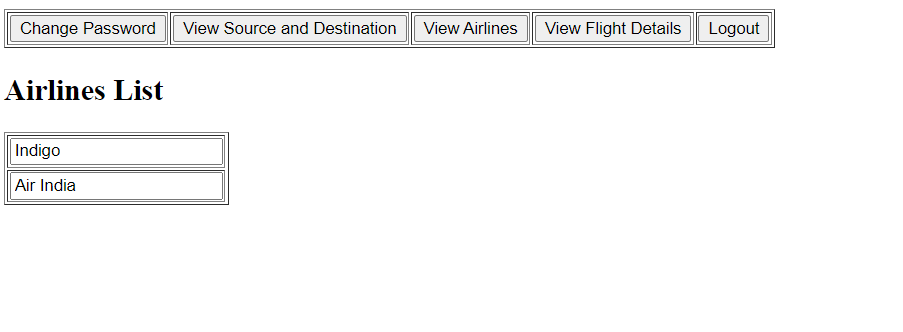 Change Password View Source and Destination View Airlines View Flight Details Logout
Airlines List
Indigo
Air India